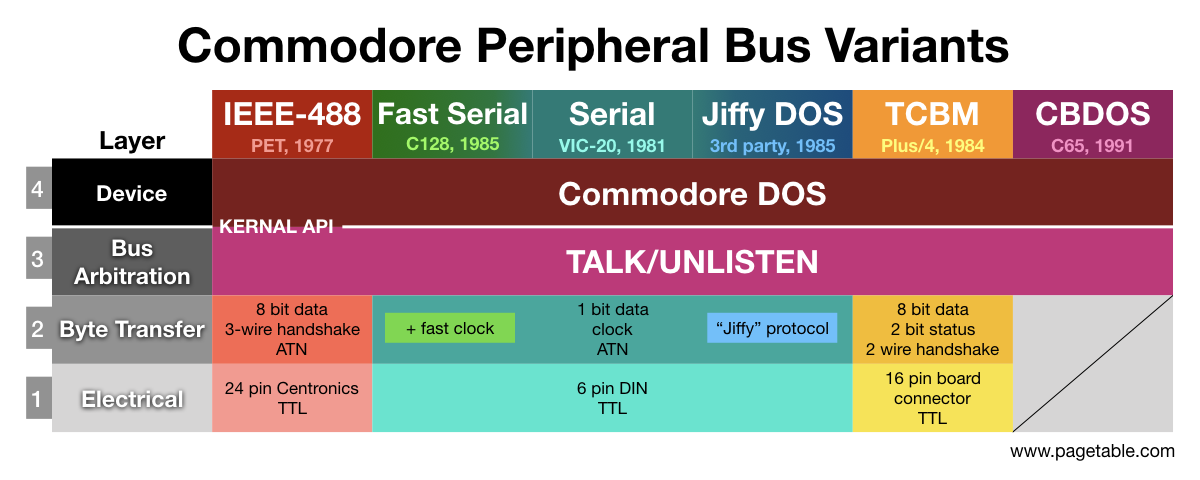 Commodore Peripheral Bus Variants
Layer
IEEE-488
PET, 1977
Fast Serial
C128, 1985
Serial
VIC-20, 1981
Jiffy DOS
3rd party, 1985
TCBM
Plus/4, 1984
CBDOS
C65, 1991
4
Device
Commodore DOS
KERNAL API
3
Bus
Arbitration
TALK/UNLISTEN
2
Byte Transfer
8 bit data
3-wire handshake
ATN
+ fast clock
1 bit data
clock
ATN
“Jiffy” protocol
8 bit data
2 bit status
2 wire handshake
1
Electrical
24 pin Centronics
TTL
6 pin DIN
TTL
16 pin board
connector
TTL
www.pagetable.com